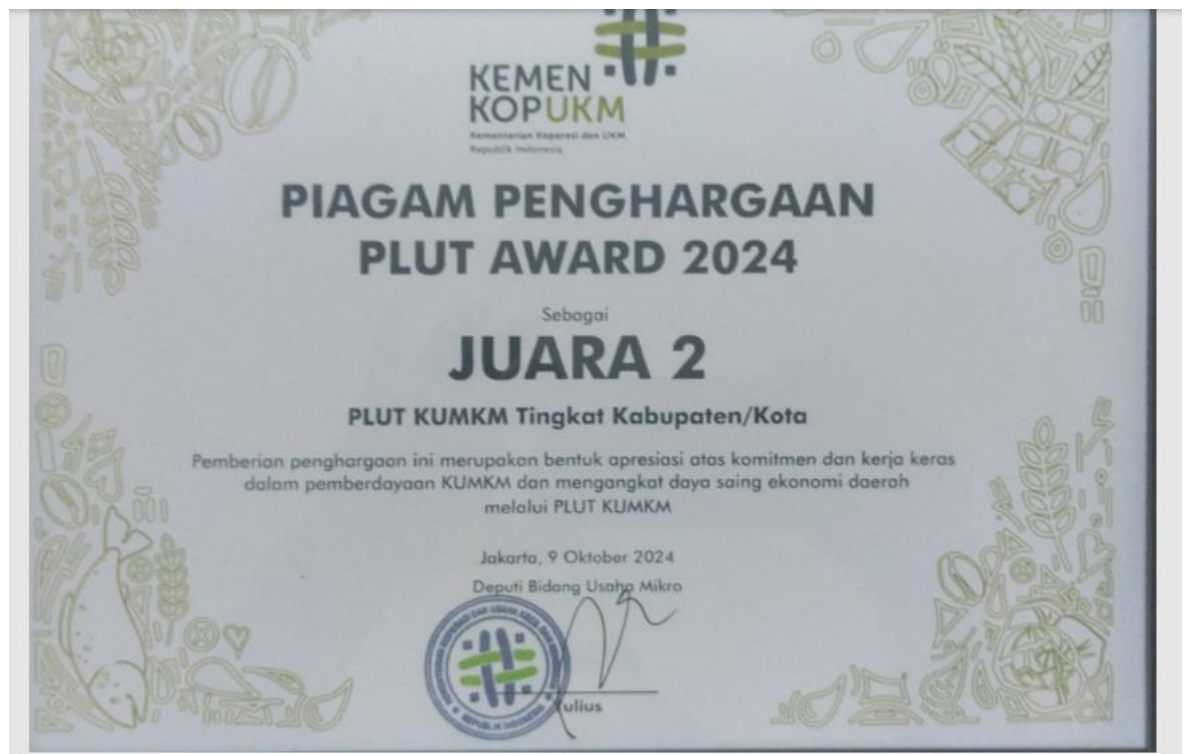 KEMEN
KOPUKM
Kementerian Koperasi dan UKM
Republik Indonesia
PIAGAM PENGHARGAAN
PLUT AWARD 2024
Sebagai
JUARA 2
PLUT KUMKM Tingkat Kabupaten/Kota
Pemberian penghargaan ini merupakan bentuk apresiasi atas komitmen dan kerja keras
dalam pemberdayaan KUMKM dan mengangkat daya saing ekonomi daerah
melalui PLUT KUMKM
Jakarta, 9 Oktober 2024
Deputi Bidang Usaha Mikro
Yulius
REPUBLIK INDONESIA